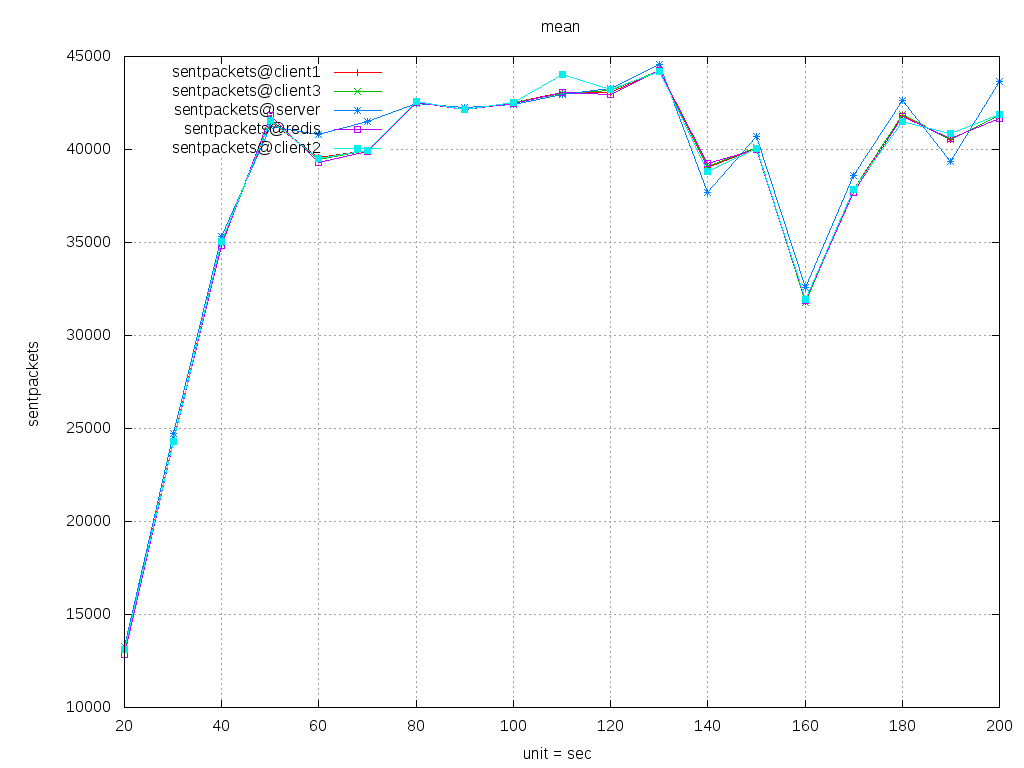 mean
45000
40000
35000
30000
25000
20000
15000
10000
sentpackets
sentpackets@client1
sentpackets@client3
sentpackets@server
sentpackets@redis
sentpackets@client2
20 40 60 80 100 120 140 160 180 200
unit = sec